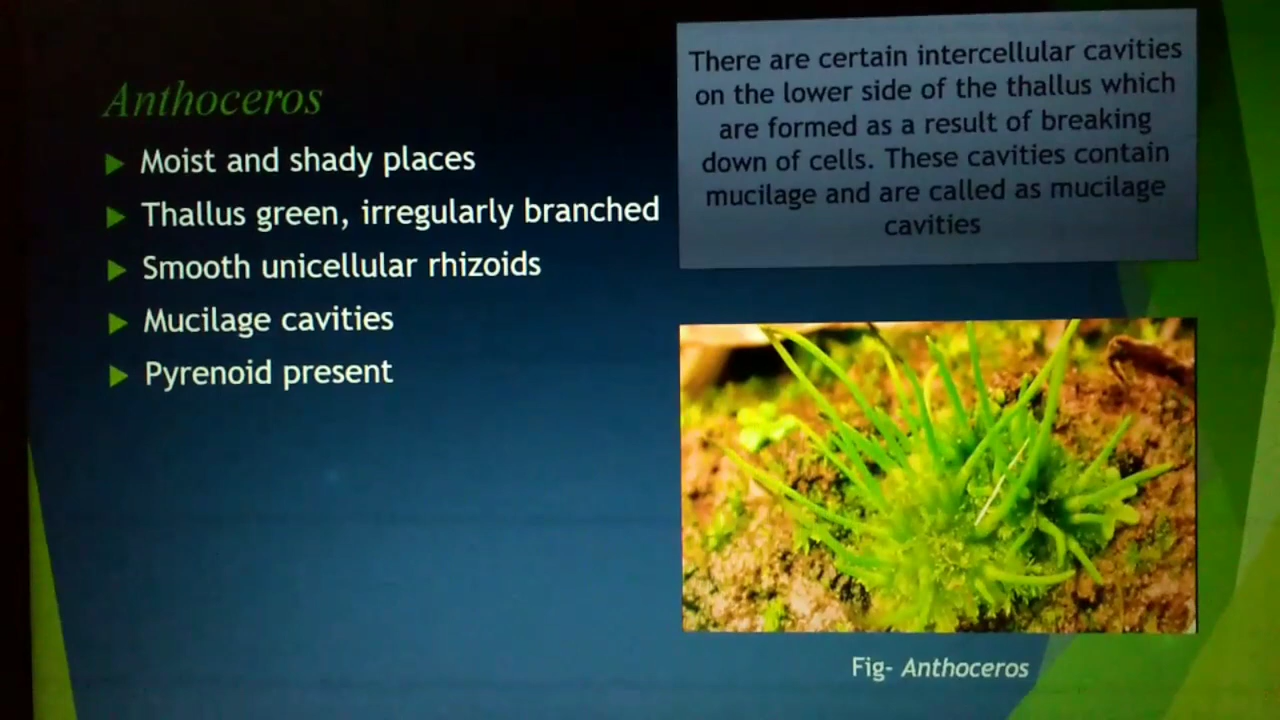 Anthoceros
Moist and shady places
Thallus green, irregularly branched
Smooth unicellular rhizoids
Mucilage cavities
Pyrenoid present
There are certain intercellular cavities
on the lower side of the thallus which
are formed as a result of breaking
down of cells. These cavities contain
mucilage and are called as mucilage
cavities
Fig- Anthoceros